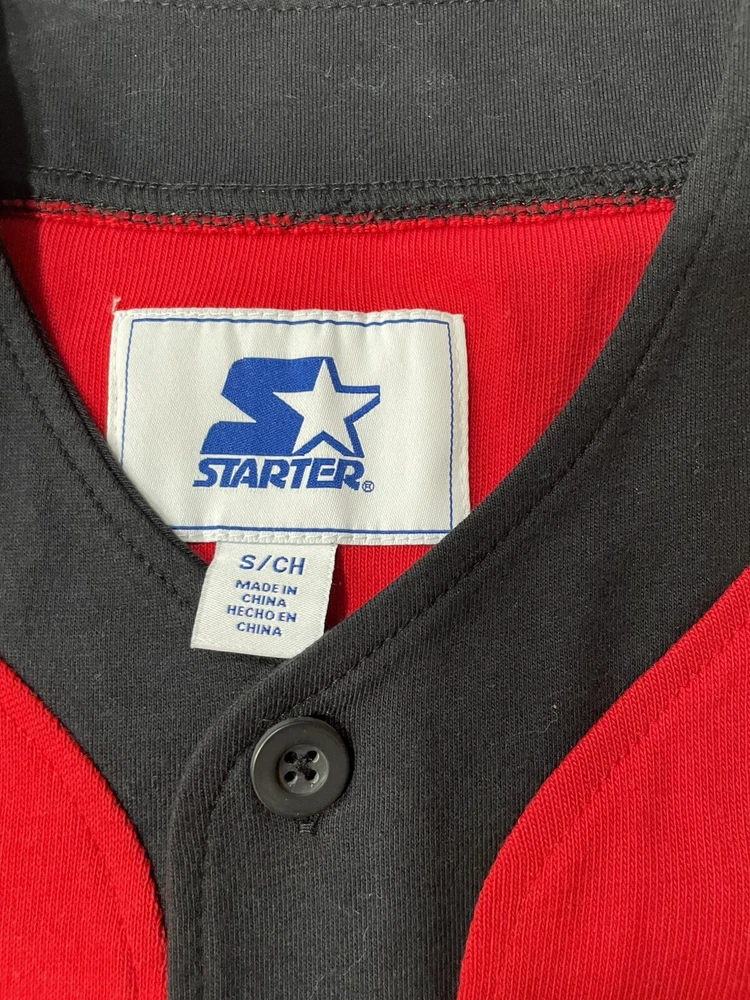 STARTER®
S/CH
MADE IN
CHINA
HECHO EN
CHINA